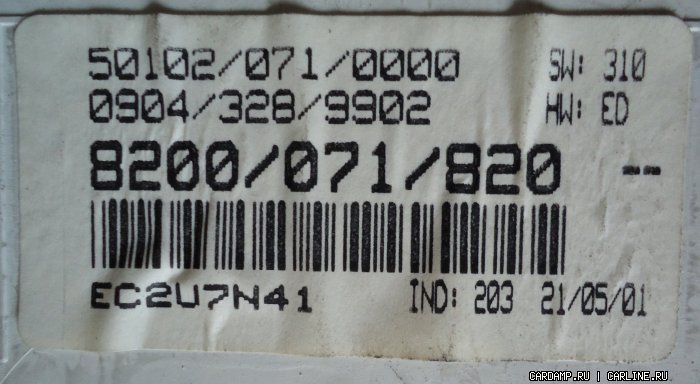 50102/071/0000 SW: 310
0904/328/9902 HW: ED
8200/071/820 --
EC2U7N41 IND: 203 21/05/01
CARDAMP.RU | CARLINE.RU